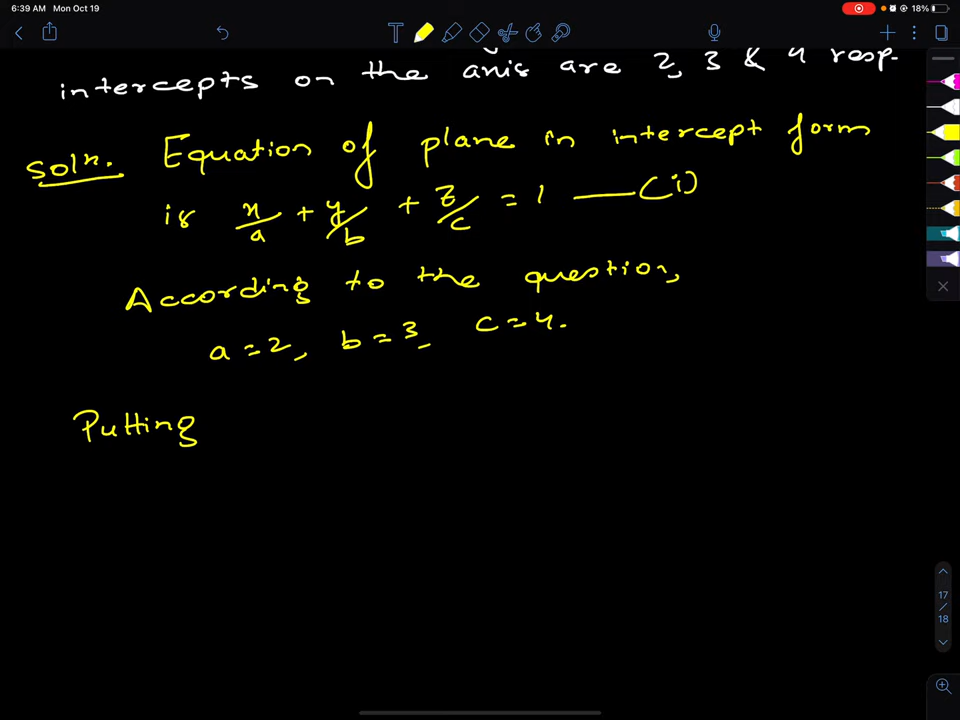 6:39 AM Mon Oct 19
18%
intercepts on the axis are 2, 3 & 4 resp.
Soln. Equation of plane in intercept form
is x/a + y/b + z/c = 1 —— (i)
According to the question,
a = 2, b = 3, c = 4.
Putting
17
/
18